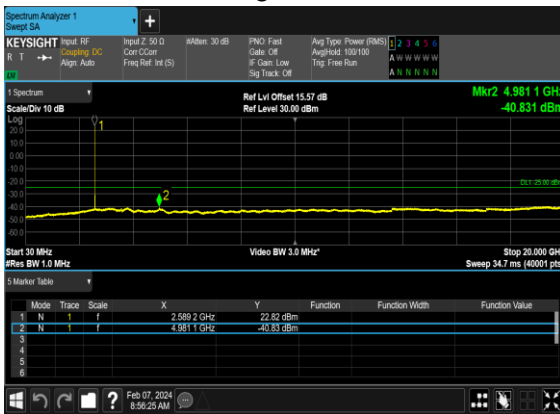 Spectrum Analyzer 1
Swept SA
KEYSIGHT Input: RF Input Z: 50 Ω #Atten: 30 dB PNO: Fast Avg Type: Power (RMS) 1 2 3 4 5 6
R T Coupling: DC Corr CCorr Gate: Off Avg|Hold: 100/100 A W W W W W
Align: Auto Freq Ref: Int (S) IF Gain: Low Trig: Free Run
LV Sig Track: Off A N N N N N
1 Spectrum Ref Lvl Offset 15.57 dB Mkr2 4.981 1 GHz
Scale/Div 10 dB Ref Level 30.00 dBm -40.831 dBm
Log
20.0 1
10.0
0.00
-10.0
-20.0 DL1 -25.00 dBm
-30.0 2
-40.0
-50.0
-60.0
Start 30 MHz Video BW 3.0 MHz* Stop 20.000 GH
#Res BW 1.0 MHz Sweep 34.7 ms (40001 pts
5 Marker Table
Mode Trace Scale X Y Function Function Width Function Value
1 N 1 f 2.589 2 GHz 22.82 dBm
2 N 1 f 4.981 1 GHz -40.83 dBm
3
4
5
6
? Feb 07, 2024
8:56:25 AM